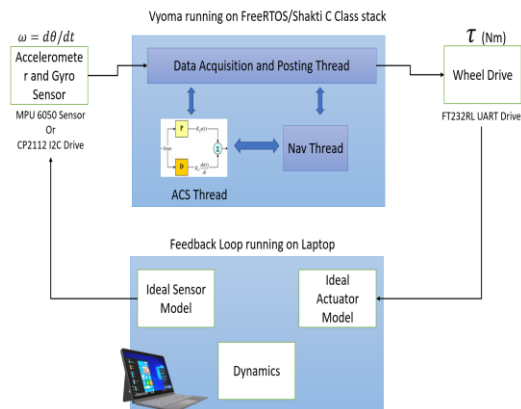 Vyoma running on FreeRTOS/Shakti C Class stack
ω = dθ/dt
Acceleromete
r and Gyro
Sensor
MPU 6050 Sensor
Or
CP2112 I2C Drive
Data Acquisition and Posting Thread
P
D
Σ
ACS Thread
Nav Thread
τ (Nm)
Wheel Drive
FT232RL UART Drive
Feedback Loop running on Laptop
Ideal Sensor
Model
Ideal
Actuator
Model
Dynamics